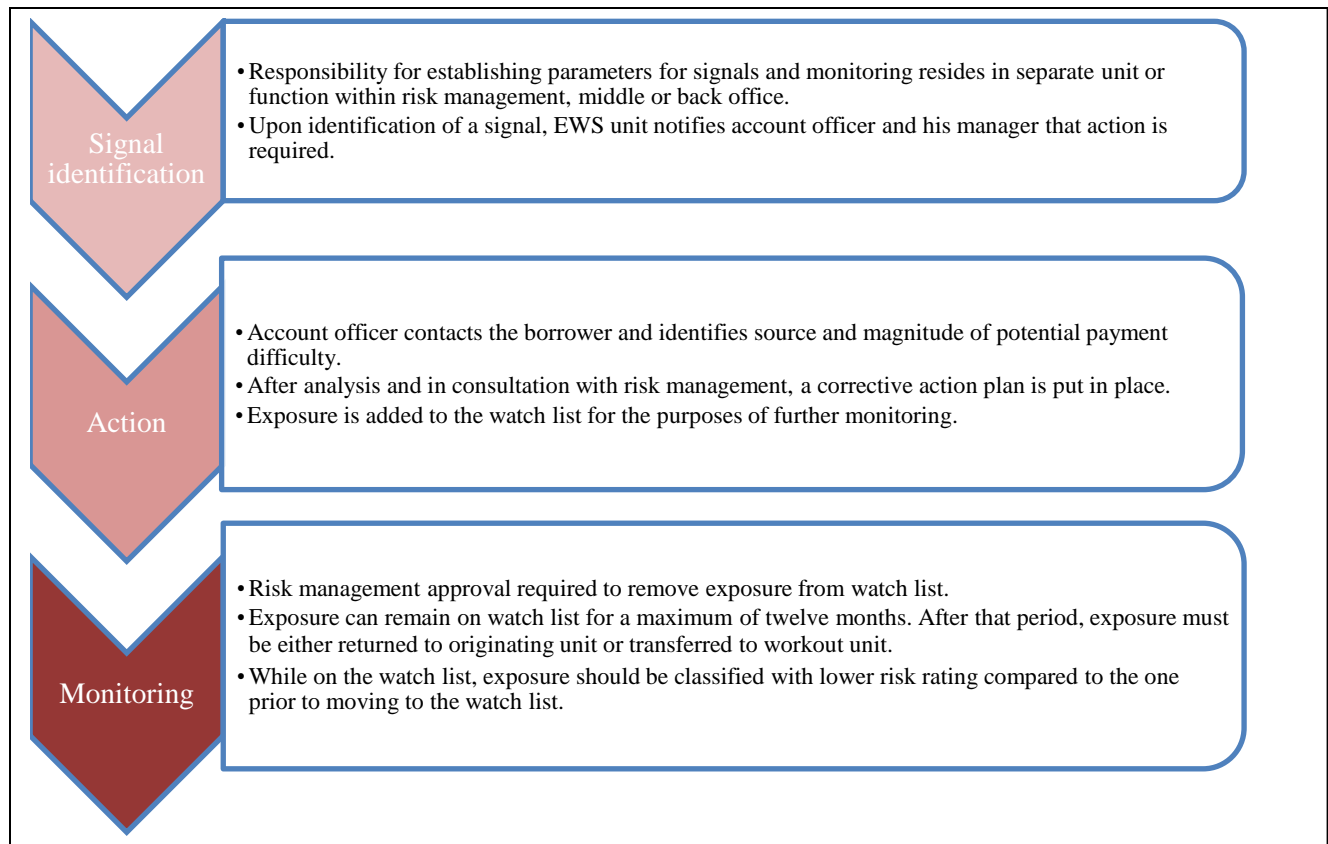 Signal
identification
• Responsibility for establishing parameters for signals and monitoring resides in separate unit or
function within risk management, middle or back office.
• Upon identification of a signal, EWS unit notifies account officer and his manager that action is
required.
Action
• Account officer contacts the borrower and identifies source and magnitude of potential payment
difficulty.
• After analysis and in consultation with risk management, a corrective action plan is put in place.
• Exposure is added to the watch list for the purposes of further monitoring.
Monitoring
• Risk management approval required to remove exposure from watch list.
• Exposure can remain on watch list for a maximum of twelve months. After that period, exposure must
be either returned to originating unit or transferred to workout unit.
• While on the watch list, exposure should be classified with lower risk rating compared to the one
prior to moving to the watch list.